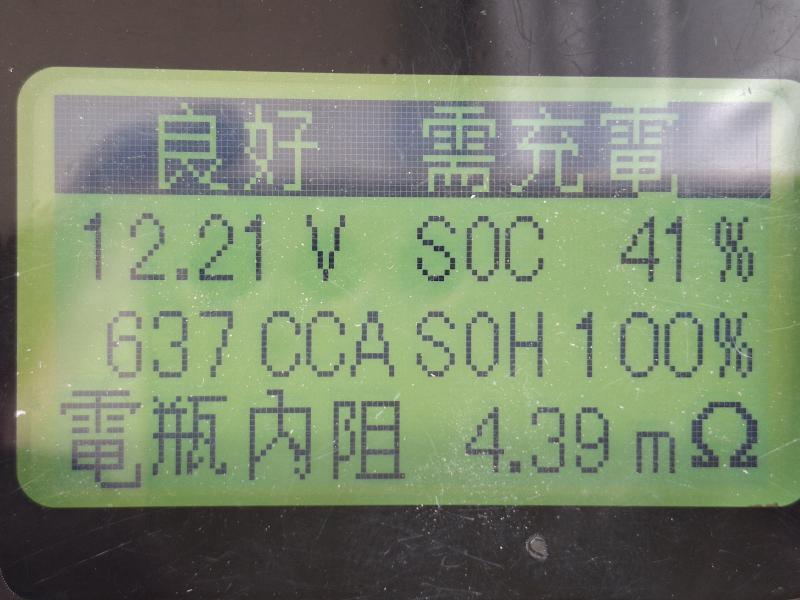 良好 需充電
12.21 V SOC 41%
637 CCA SOH 100%
電瓶內阻 4.39 mΩ